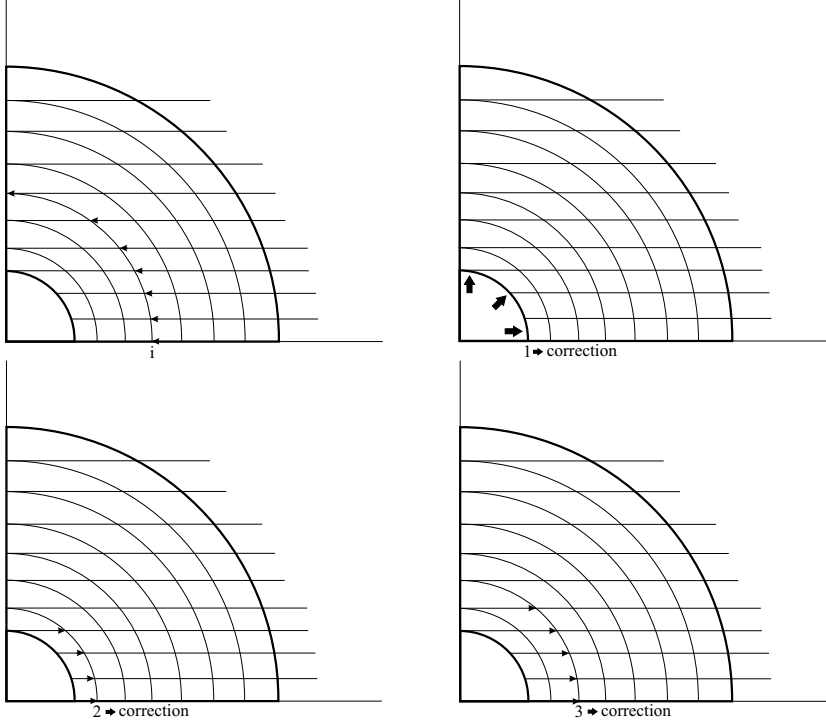 i
1 ➡ correction
2 ➡ correction
3 ➡ correction